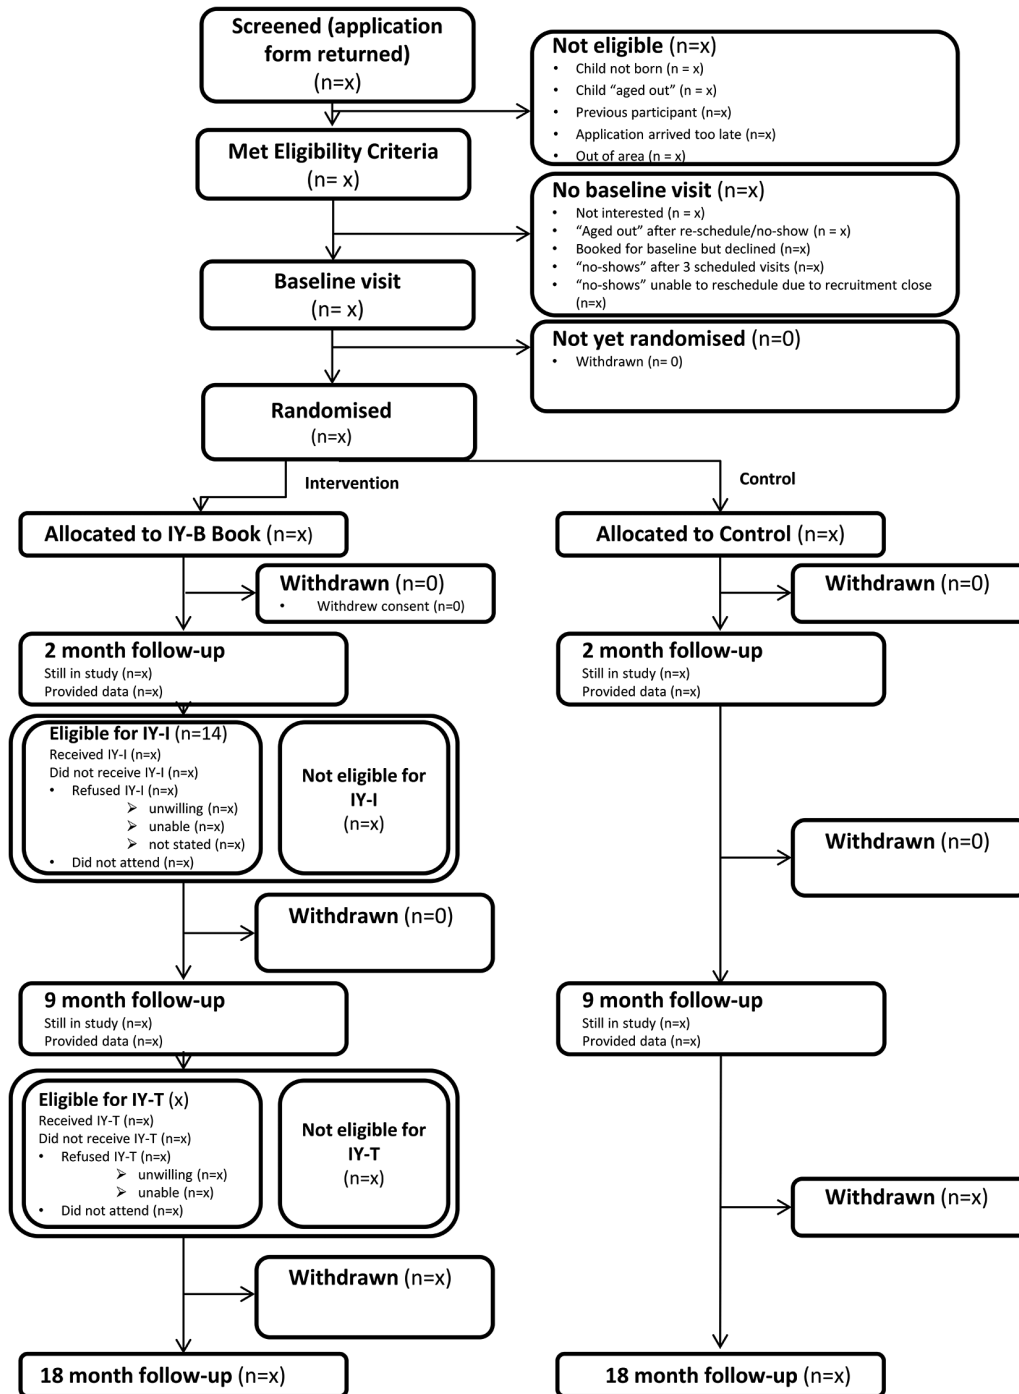 Screened (application
form returned)
(n=x)
Not eligible (n=x)
• Child not born (n = x)
• Child “aged out” (n = x)
• Previous participant (n=x)
• Application arrived too late (n=x)
• Out of area (n = x)
Met Eligibility Criteria
(n= x)
No baseline visit (n=x)
• Not interested (n = x)
• “Aged out” after re-schedule/no-show (n = x)
• Booked for baseline but declined (n=x)
• “no-shows” after 3 scheduled visits (n=x)
• “no-shows” unable to reschedule due to recruitment close
(n=x)
Baseline visit
(n= x)
Not yet randomised (n=0)
• Withdrawn (n= 0)
Randomised
(n=x)
Intervention
Control
Allocated to IY-B Book (n=x)
Allocated to Control (n=x)
Withdrawn (n=0)
• Withdrew consent (n=0)
Withdrawn (n=0)
2 month follow-up
Still in study (n=x)
Provided data (n=x)
2 month follow-up
Still in study (n=x)
Provided data (n=x)
Eligible for IY-I (n=14)
Received IY-I (n=x)
Did not receive IY-I (n=x)
• Refused IY-I (n=x)
➢ unwilling (n=x)
➢ unable (n=x)
➢ not stated (n=x)
• Did not attend (n=x)
Not eligible for
IY-I
(n=x)
Withdrawn (n=0)
Withdrawn (n=0)
9 month follow-up
Still in study (n=x)
Provided data (n=x)
9 month follow-up
Still in study (n=x)
Provided data (n=x)
Eligible for IY-T (x)
Received IY-T (n=x)
Did not receive IY-T (n=x)
• Refused IY-T (n=x)
➢ unwilling (n=x)
➢ unable (n=x)
• Did not attend (n=x)
Not eligible for
IY-T
(n=x)
Withdrawn (n=x)
Withdrawn (n=x)
18 month follow-up (n=x)
18 month follow-up (n=x)